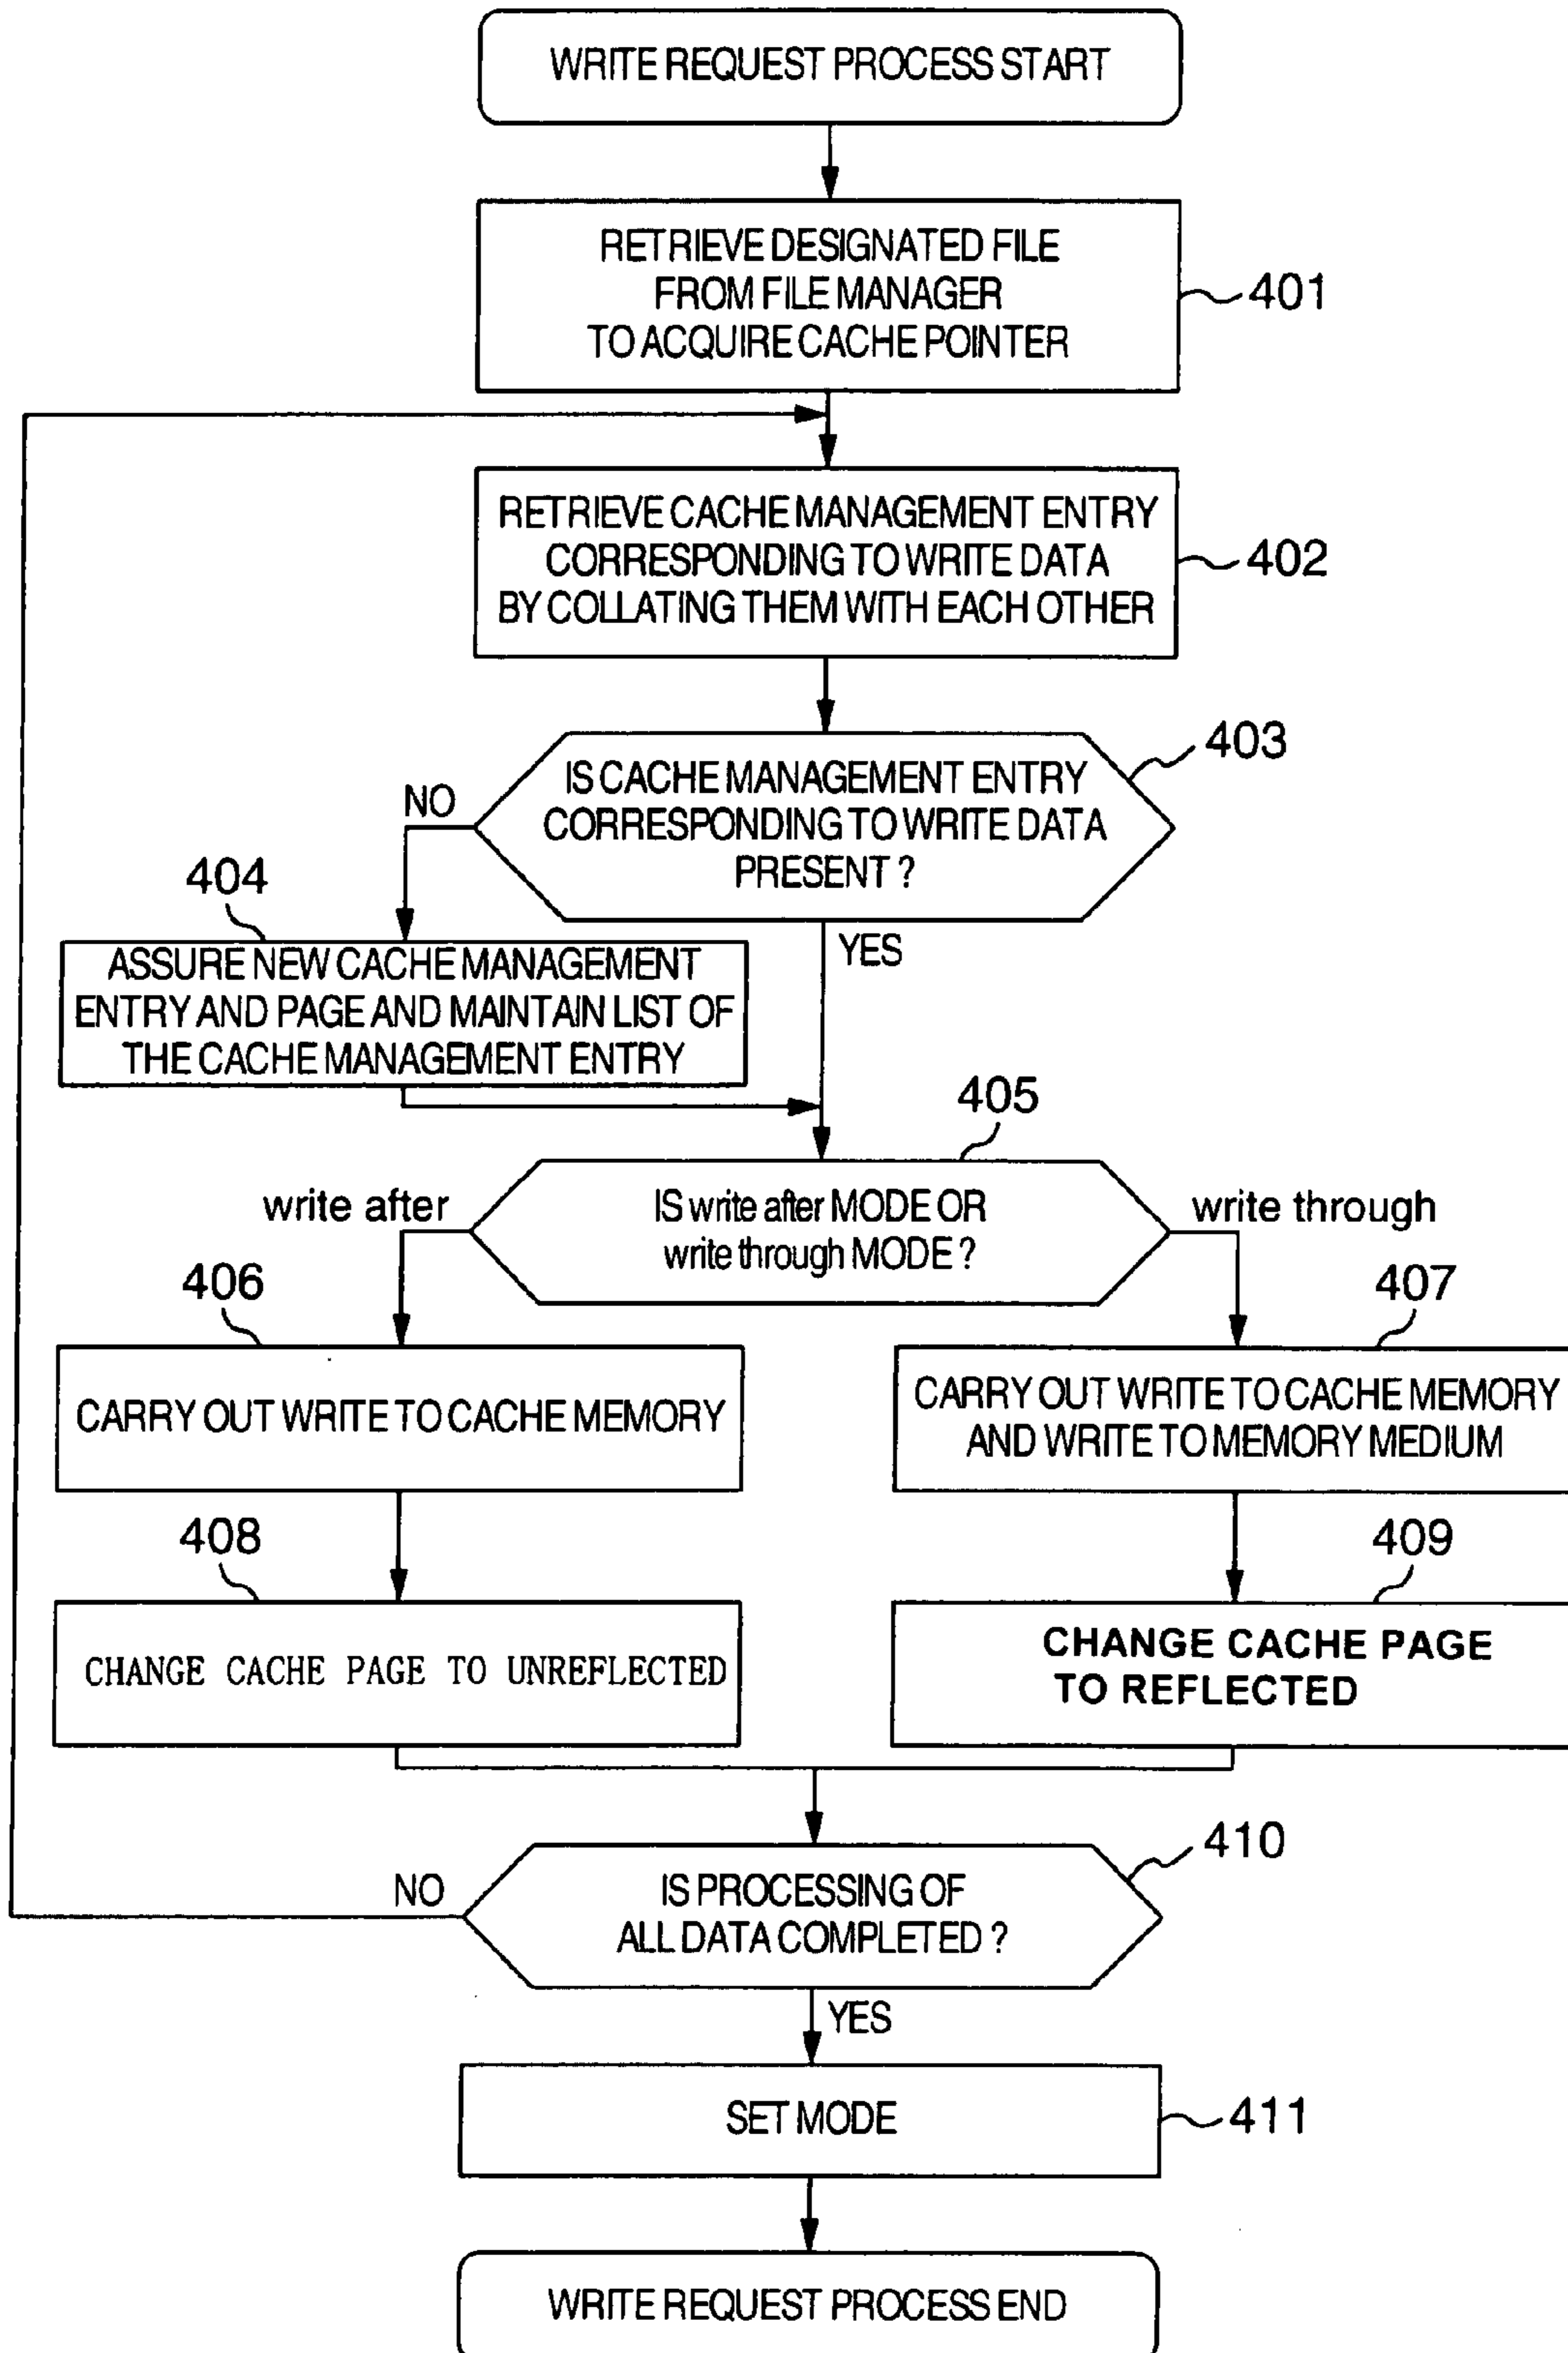 WRITE REQUEST PROCESS START
RETRIEVE DESIGNATED FILE
FROM FILE MANAGER
TO ACQUIRE CACHE POINTER
401
RETRIEVE CACHE MANAGEMENT ENTRY
CORRESPONDING TO WRITE DATA
BY COLLATING THEM WITH EACH OTHER
402
403
IS CACHE MANAGEMENT ENTRY
CORRESPONDING TO WRITE DATA
PRESENT ?
NO
YES
404
ASSURE NEW CACHE MANAGEMENT
ENTRY AND PAGE AND MAINTAIN LIST OF
THE CACHE MANAGEMENT ENTRY
405
IS write after MODE OR
write through MODE ?
write after
write through
406
CARRY OUT WRITE TO CACHE MEMORY
407
CARRY OUT WRITE TO CACHE MEMORY
AND WRITE TO MEMORY MEDIUM
408
CHANGE CACHE PAGE TO UNREFLECTED
409
CHANGE CACHE PAGE
TO REFLECTED
410
IS PROCESSING OF
ALL DATA COMPLETED ?
NO
YES
SET MODE
411
WRITE REQUEST PROCESS END